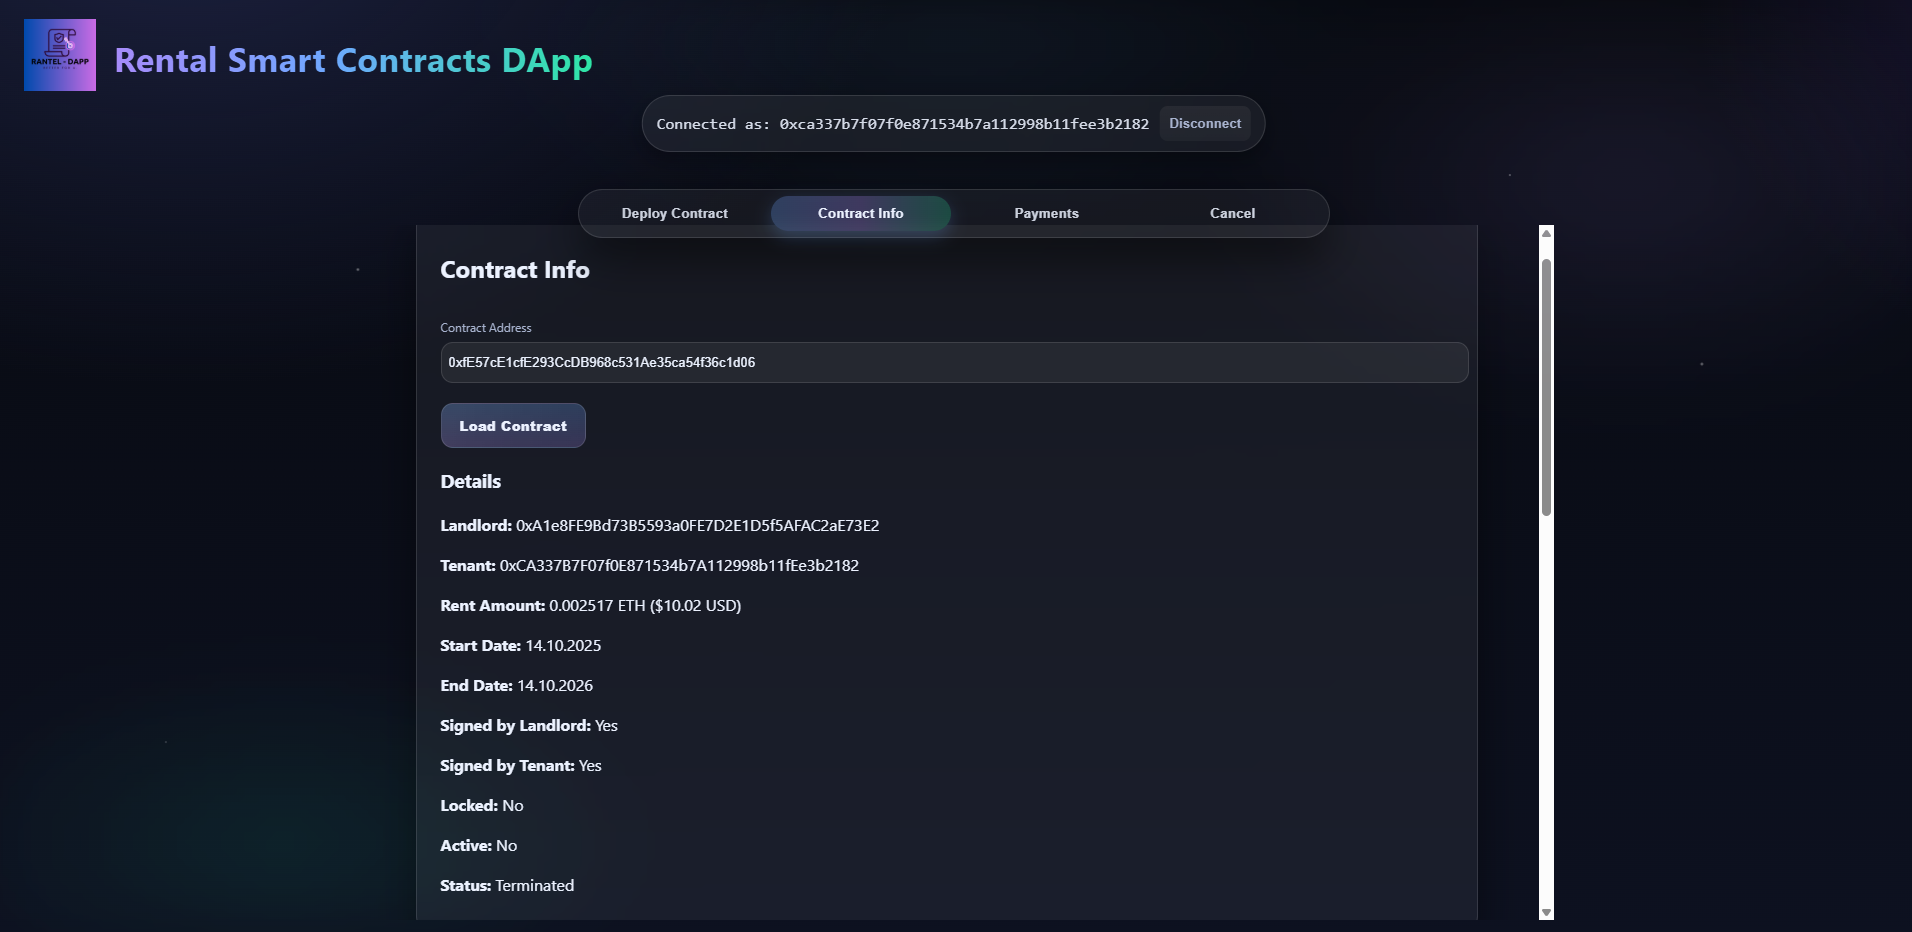 RANTEL - DAPP
Rental Smart Contracts DApp
Connected as: 0xca337b7f07f0e871534b7a112998b11fee3b2182 Disconnect
Deploy Contract Contract Info Payments Cancel
Contract Info
Contract Address
0xfE57cE1cfE293CcDB968c531Ae35ca54f36c1d06
Load Contract
Details
Landlord: 0xA1e8FE9Bd73B5593a0FE7D2E1D5f5AFAC2aE73E2
Tenant: 0xCA337B7F07f0E871534b7A112998b11fEe3b2182
Rent Amount: 0.002517 ETH ($10.02 USD)
Start Date: 14.10.2025
End Date: 14.10.2026
Signed by Landlord: Yes
Signed by Tenant: Yes
Locked: No
Active: No
Status: Terminated